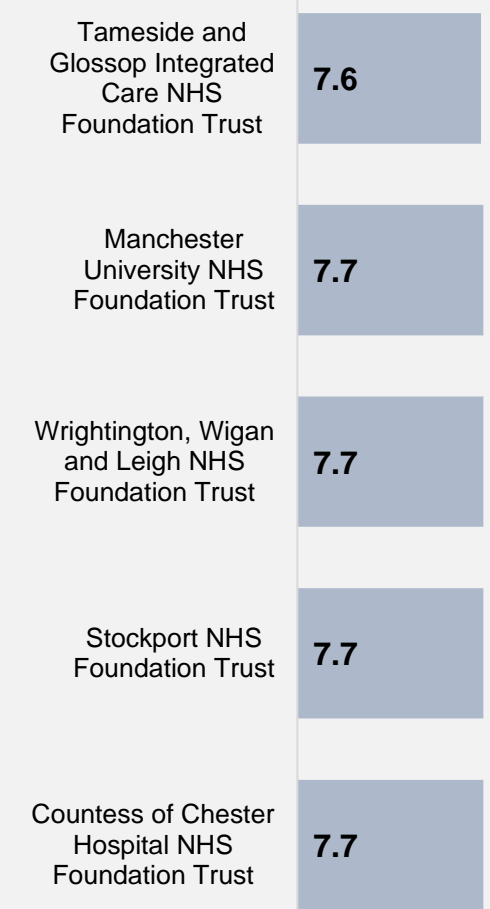 Tameside and
Glossop Integrated
Care NHS
Foundation Trust
7.6
Manchester
University NHS
Foundation Trust
7.7
Wrightington, Wigan
and Leigh NHS
Foundation Trust
7.7
Stockport NHS
Foundation Trust
7.7
Countess of Chester
Hospital NHS
Foundation Trust
7.7